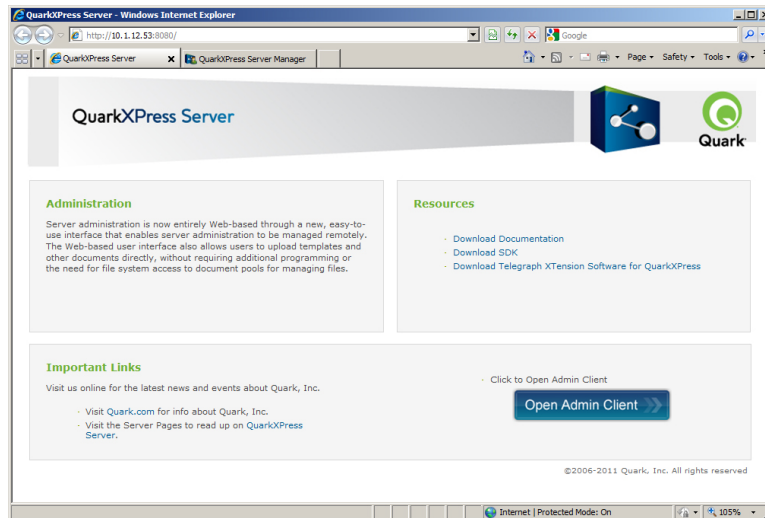 QuarkXPress Server - Windows Internet Explorer
http://10.1.12.53:8080/
Google
QuarkXPress Server
QuarkXPress Server Manager
Page
Safety
Tools
QuarkXPress Server
Quark
Administration
Server administration is now entirely Web-based through a new, easy-to-
use interface that enables server administration to be managed remotely.
The Web-based user interface also allows users to upload templates and
other documents directly, without requiring additional programming or
the need for file system access to document pools for managing files.
Resources
· Download Documentation
· Download SDK
· Download Telegraph XTension Software for QuarkXPress
Important Links
Visit us online for the latest news and events about Quark, Inc.
· Visit Quark.com for info about Quark, Inc.
· Visit the Server Pages to read up on QuarkXPress
Server.
· Click to Open Admin Client
Open Admin Client
©2006-2011 Quark, Inc. All rights reserved
Internet | Protected Mode: On
105%